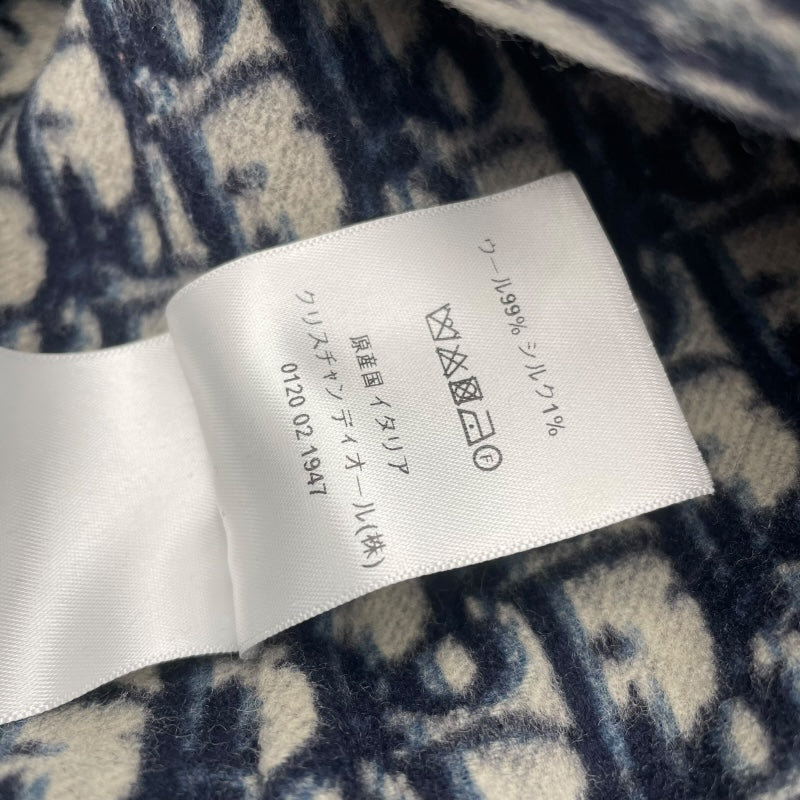 ウール99% シルク1%
F
原産国 イタリア
クリスチャン ディオール(株)
0120 02 1947